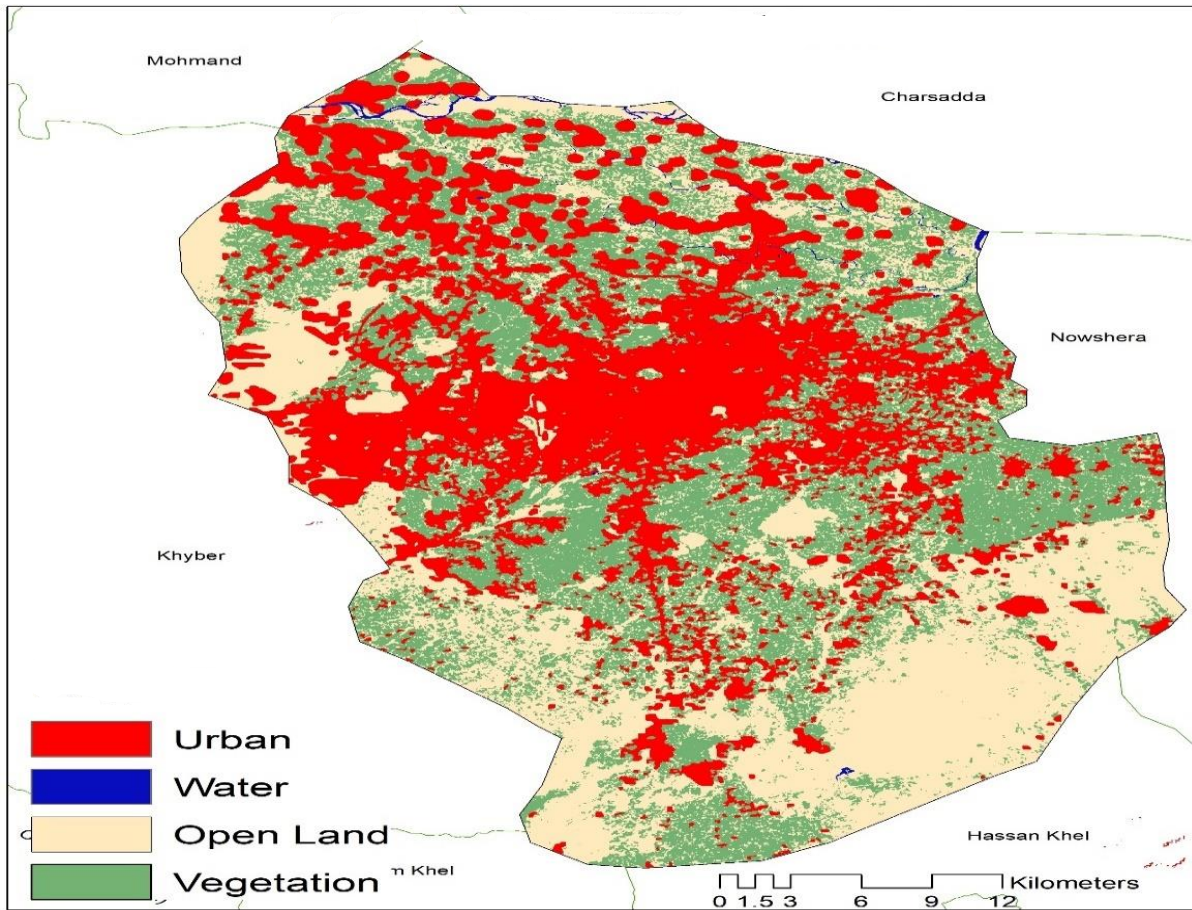 Mohmand
Charsadda
Nowshera
Khyber
Urban
Water
Open Land
Vegetation
m Khel
Hassan Khel
Kilometers
0 1.5 3 6 9 12